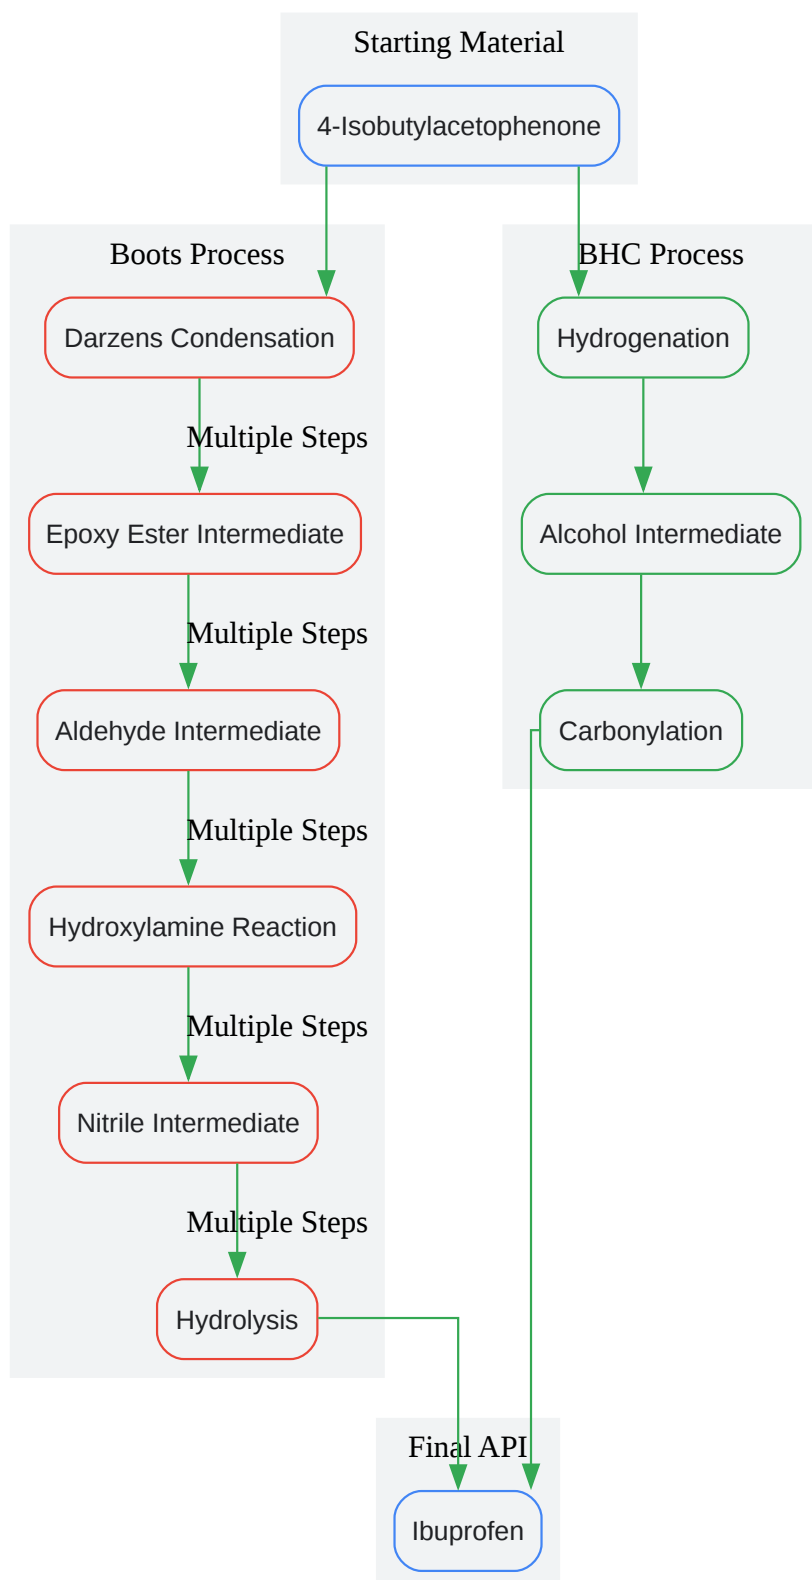 Starting Material
4-Isobutylacetophenone
Boots Process
BHC Process
Darzens Condensation
Hydrogenation
Multiple Steps
Epoxy Ester Intermediate
Alcohol Intermediate
Multiple Steps
Aldehyde Intermediate
Carbonylation
Multiple Steps
Hydroxylamine Reaction
Multiple Steps
Nitrile Intermediate
Multiple Steps
Hydrolysis
Final API
Ibuprofen